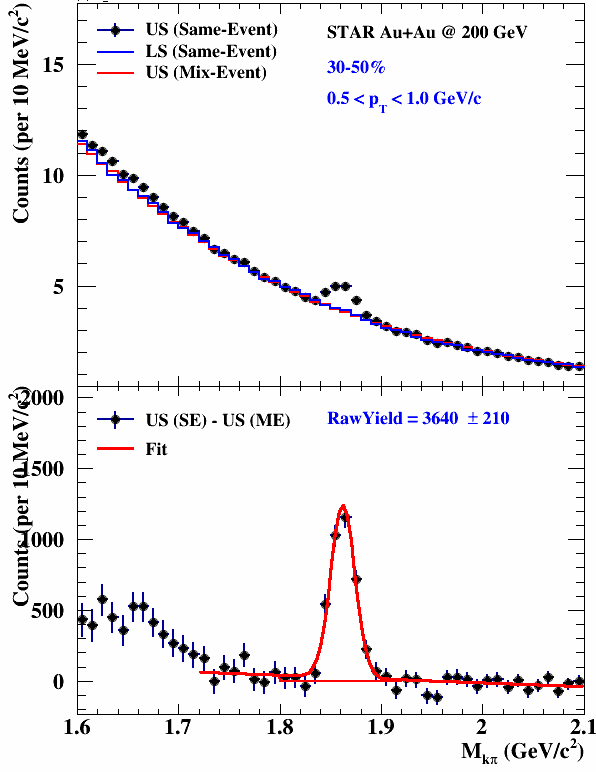 US (Same-Event)
LS (Same-Event)
US (Mix-Event)
STAR Au+Au @ 200 GeV
30-50%
0.5 < pT < 1.0 GeV/c
Counts (per 10 MeV/c²)
15
10
5
US (SE) - US (ME)
Fit
RawYield = 3640 ± 210
Counts (per 10 MeV/c²)
2000
1500
1000
500
0
1.6 1.7 1.8 1.9 2 2.1
Mkπ (GeV/c²)